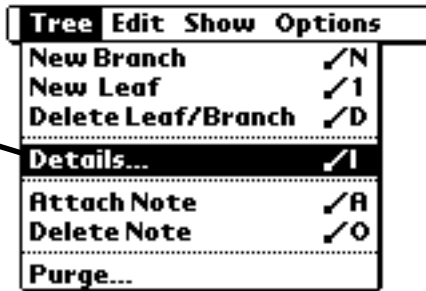 Tree Edit Show Options
New Branch /N
New Leaf /1
Delete Leaf/Branch /D
Details... /I
Attach Note /A
Delete Note /O
Purge...